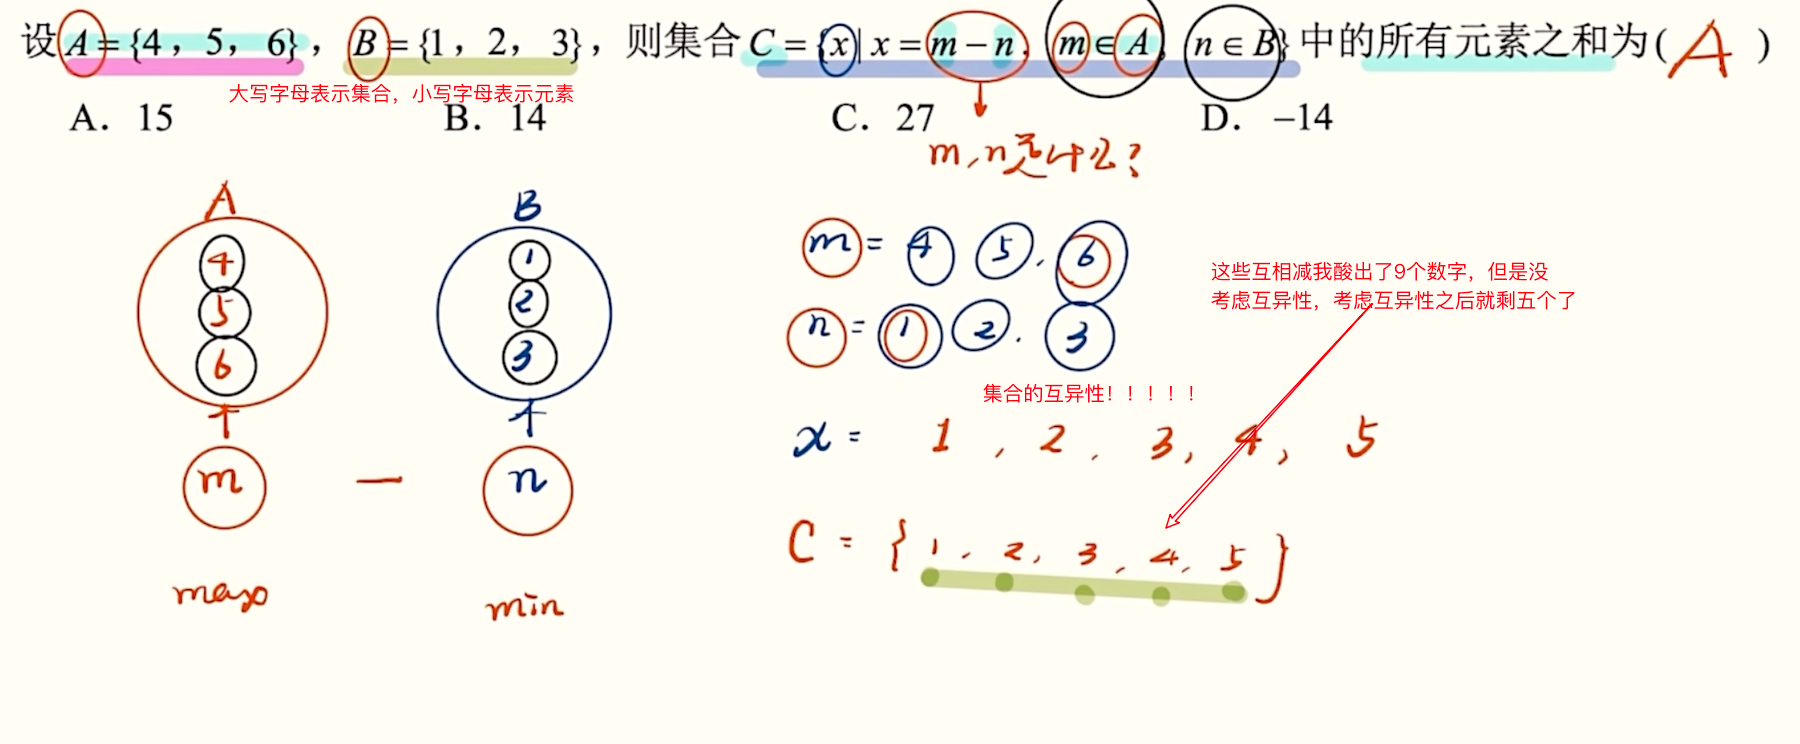 设A={4，5，6}，B={1，2，3}，则集合C={x|x=m−n，m∈A，n∈B}中的所有元素之和为(A)
大写字母表示集合，小写字母表示元素
A．15 B．14 C．27 D．−14
m,n是什么?
A B
4 1
5 2
6 3
m − n
max min
m= 4 5. 6
n= 1 2. 3
这些互相减我酸出了9个数字，但是没
考虑互异性，考虑互异性之后就剩五个了
集合的互异性！！！！！
x= 1, 2, 3, 4, 5
C={1, 2, 3, 4, 5}